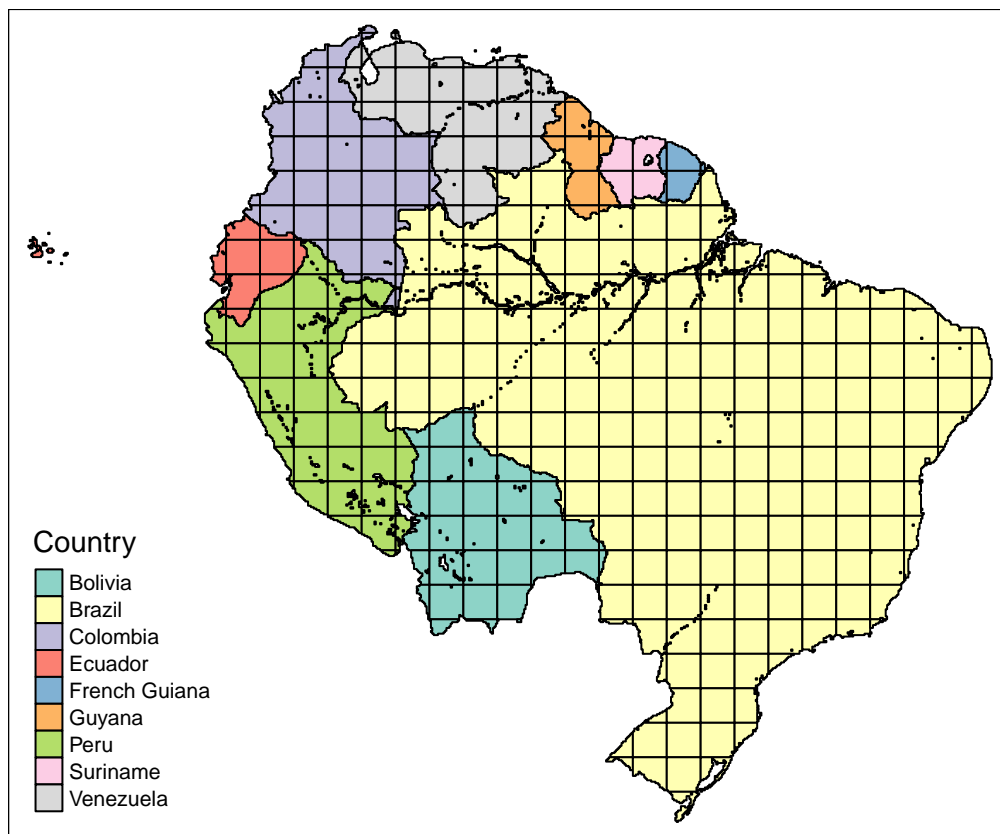 Country
Bolivia
Brazil
Colombia
Ecuador
French Guiana
Guyana
Peru
Suriname
Venezuela